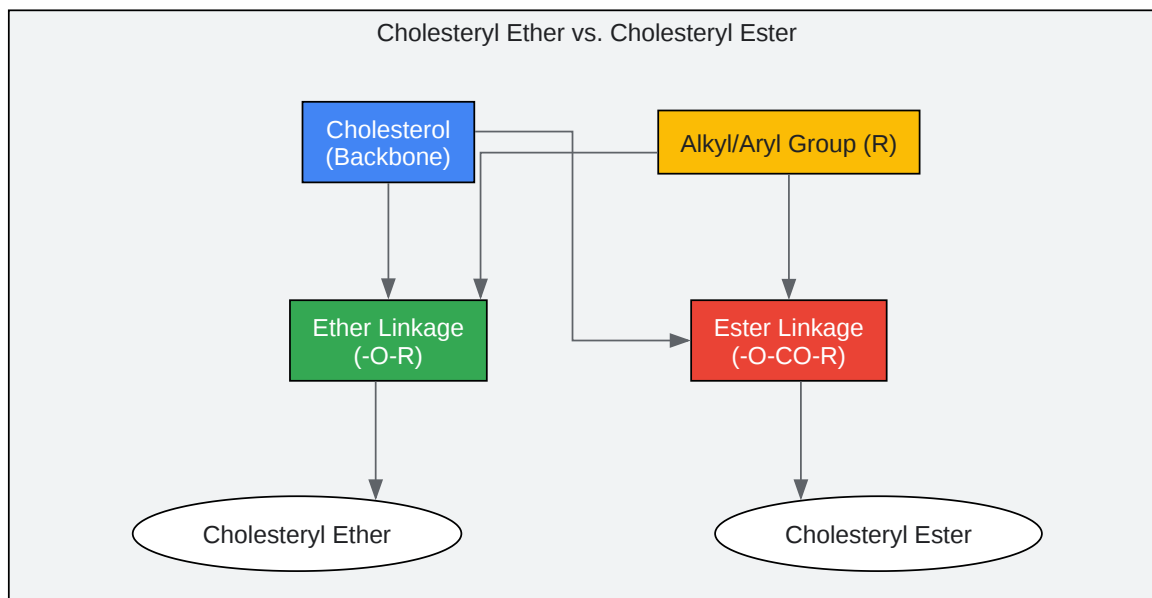 Cholesteryl Ether vs. Cholesteryl Ester
Cholesterol
(Backbone)
Alkyl/Aryl Group (R)
Ether Linkage
(-O-R)
Ester Linkage
(-O-CO-R)
Cholesteryl Ether
Cholesteryl Ester